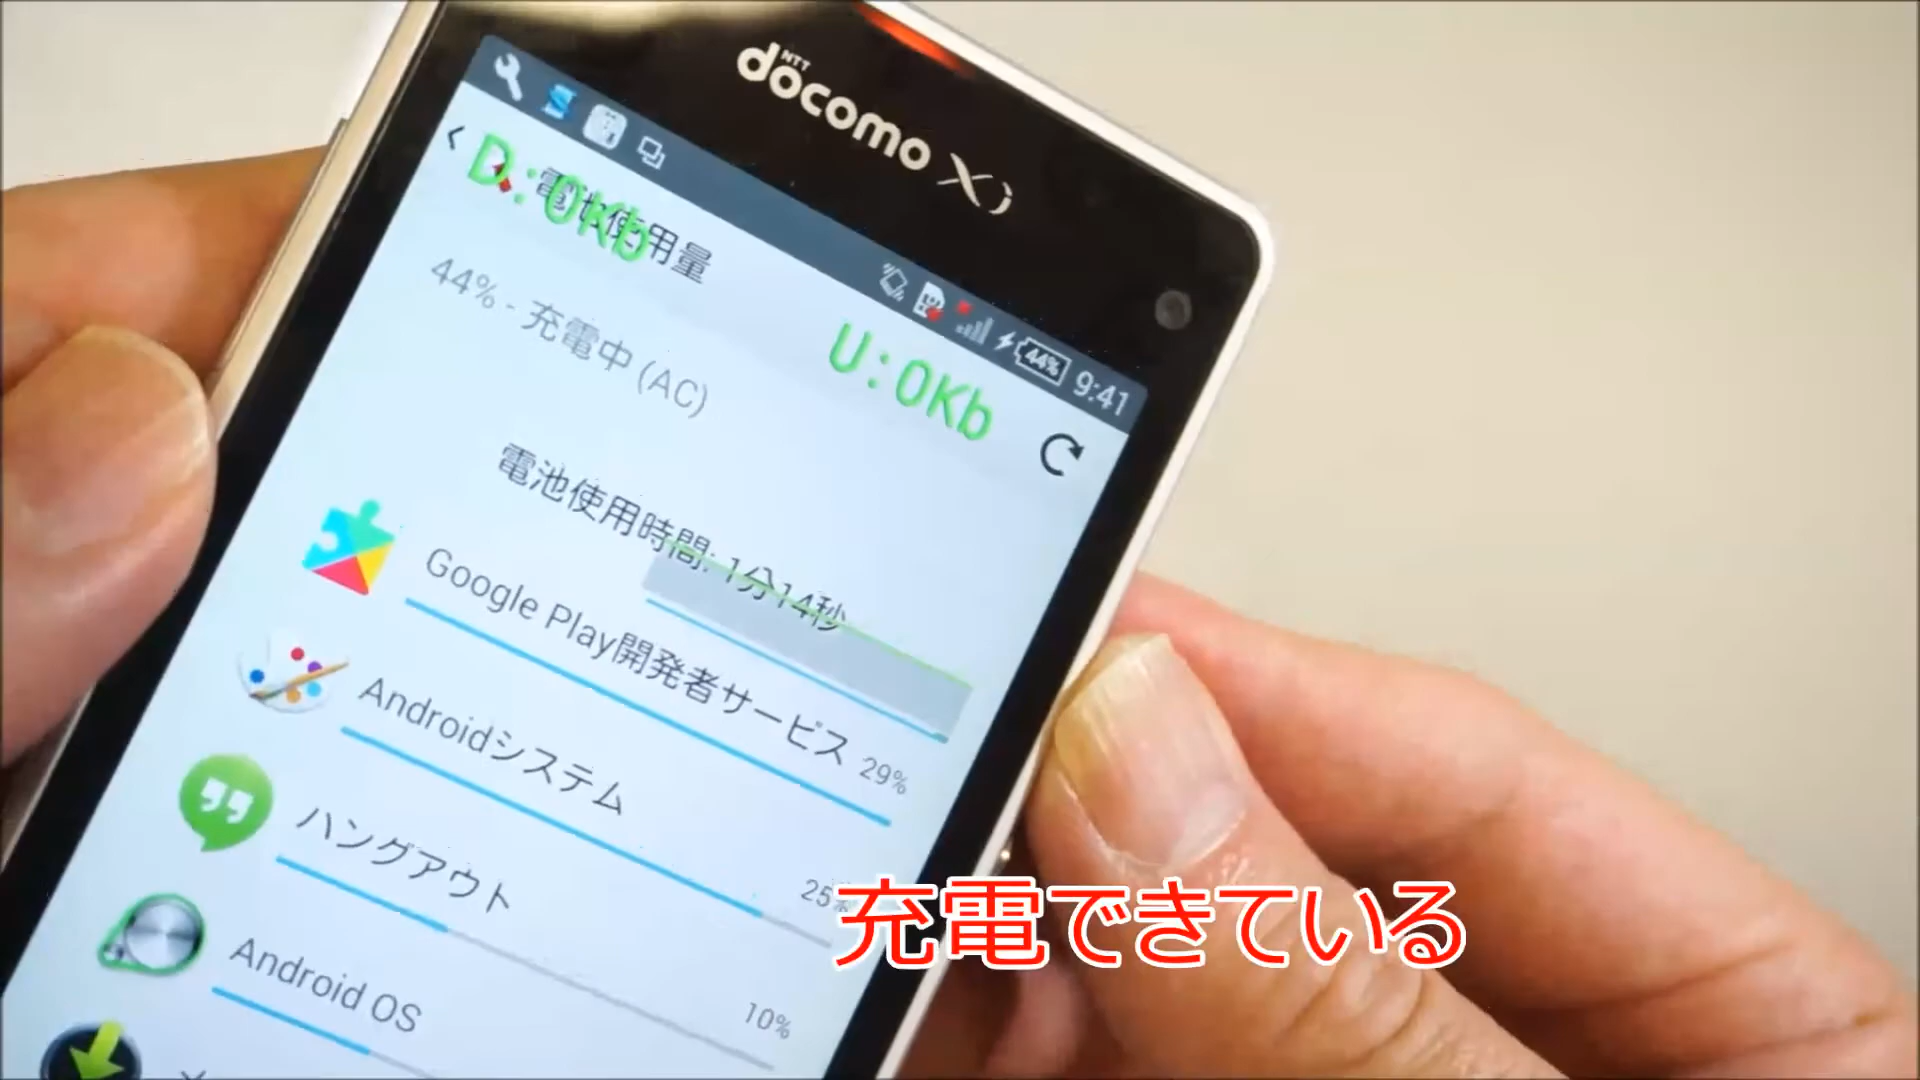 NTT
docomo Xi
44%
9:41
D:0Kb
電池使用量
U:0Kb
44% - 充電中 (AC)
電池使用時間: 1分14秒
Google Play開発者サービス
29%
Androidシステム
25%
ハングアウト
10%
Android OS
充電できている